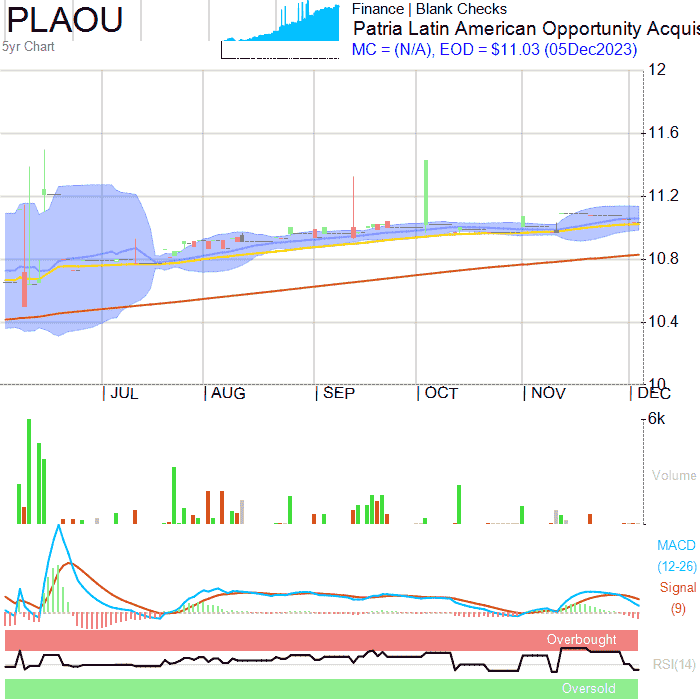 PLAOU
5yr Chart
Finance | Blank Checks
Patria Latin American Opportunity Acquis
MC = (N/A), EOD = $11.03 (05Dec2023)
12
11.6
11.2
10.8
10.4
10
JUL
AUG
SEP
OCT
NOV
DEC
6k
Volume
MACD
(12-26)
Signal
(9)
Overbought
RSI(14)
Oversold